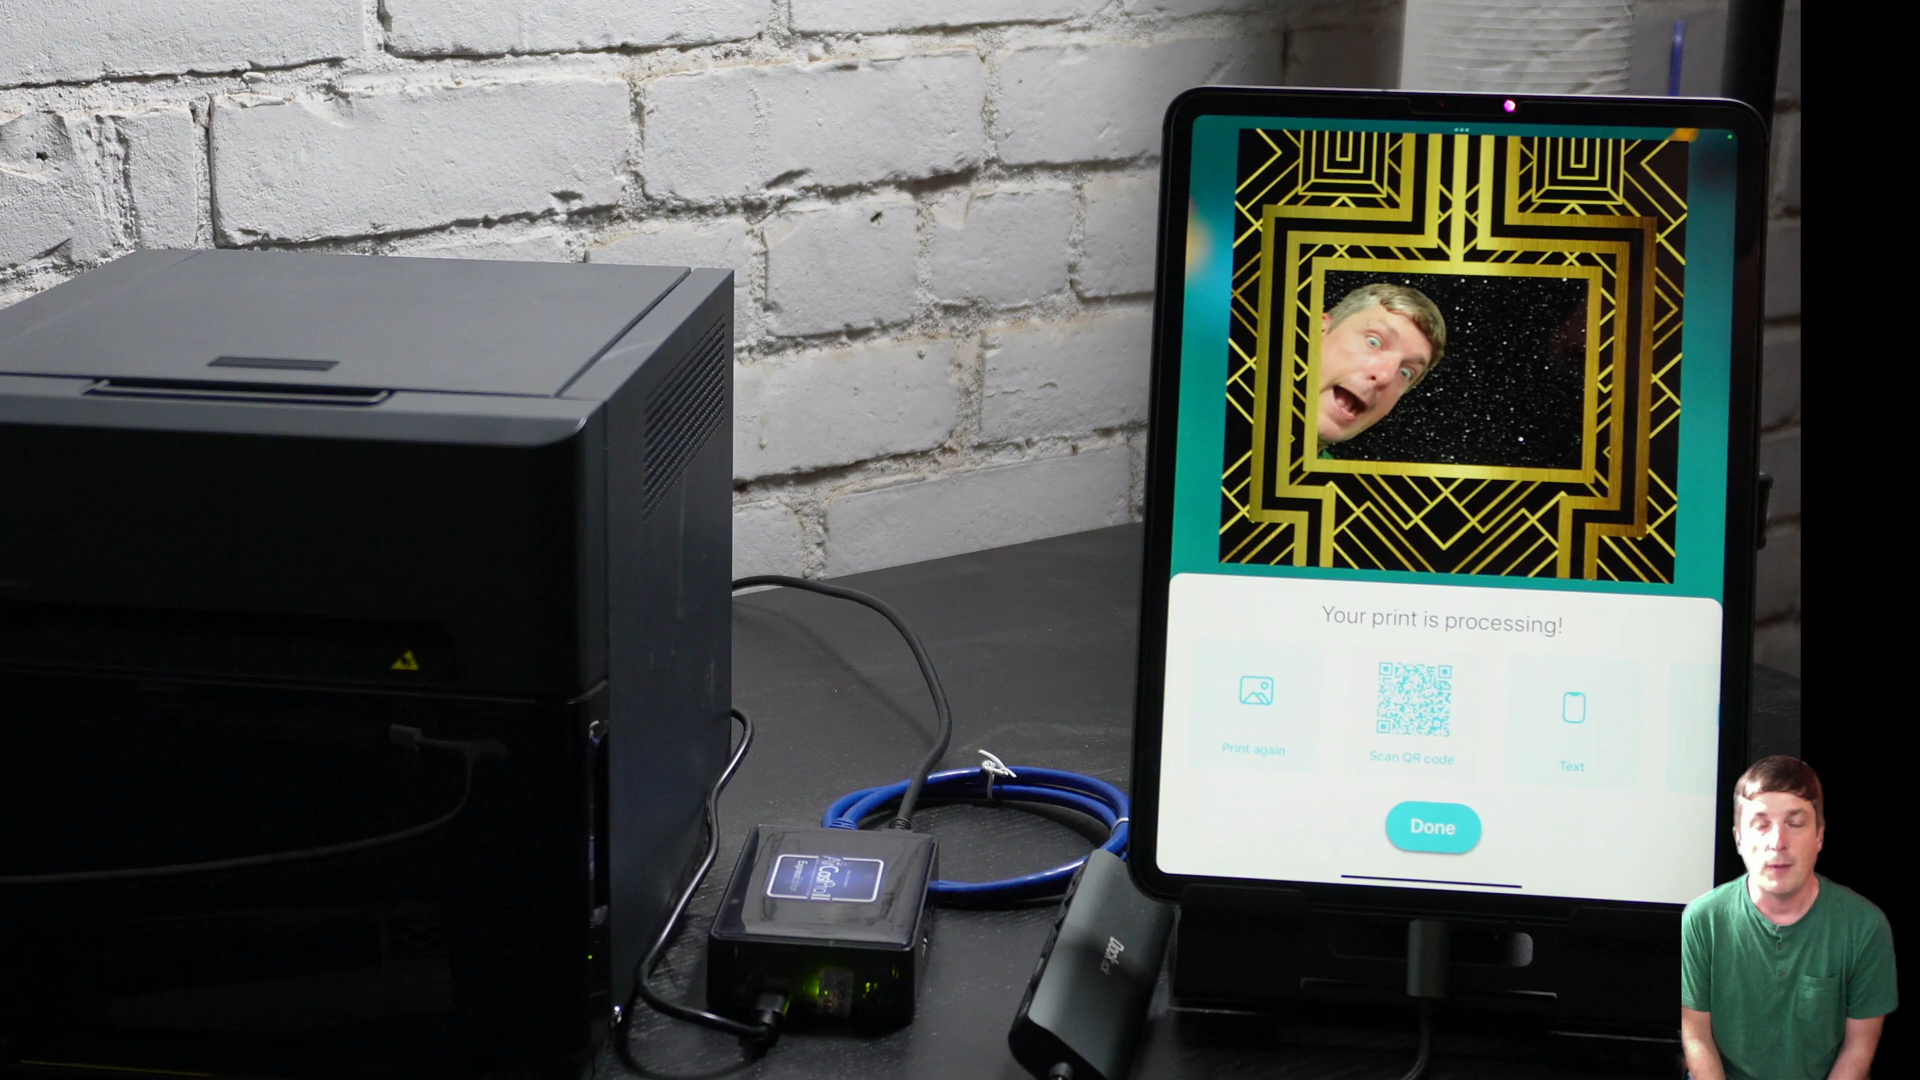 Your print is processing!
Print again
Scan QR code
Text
Done